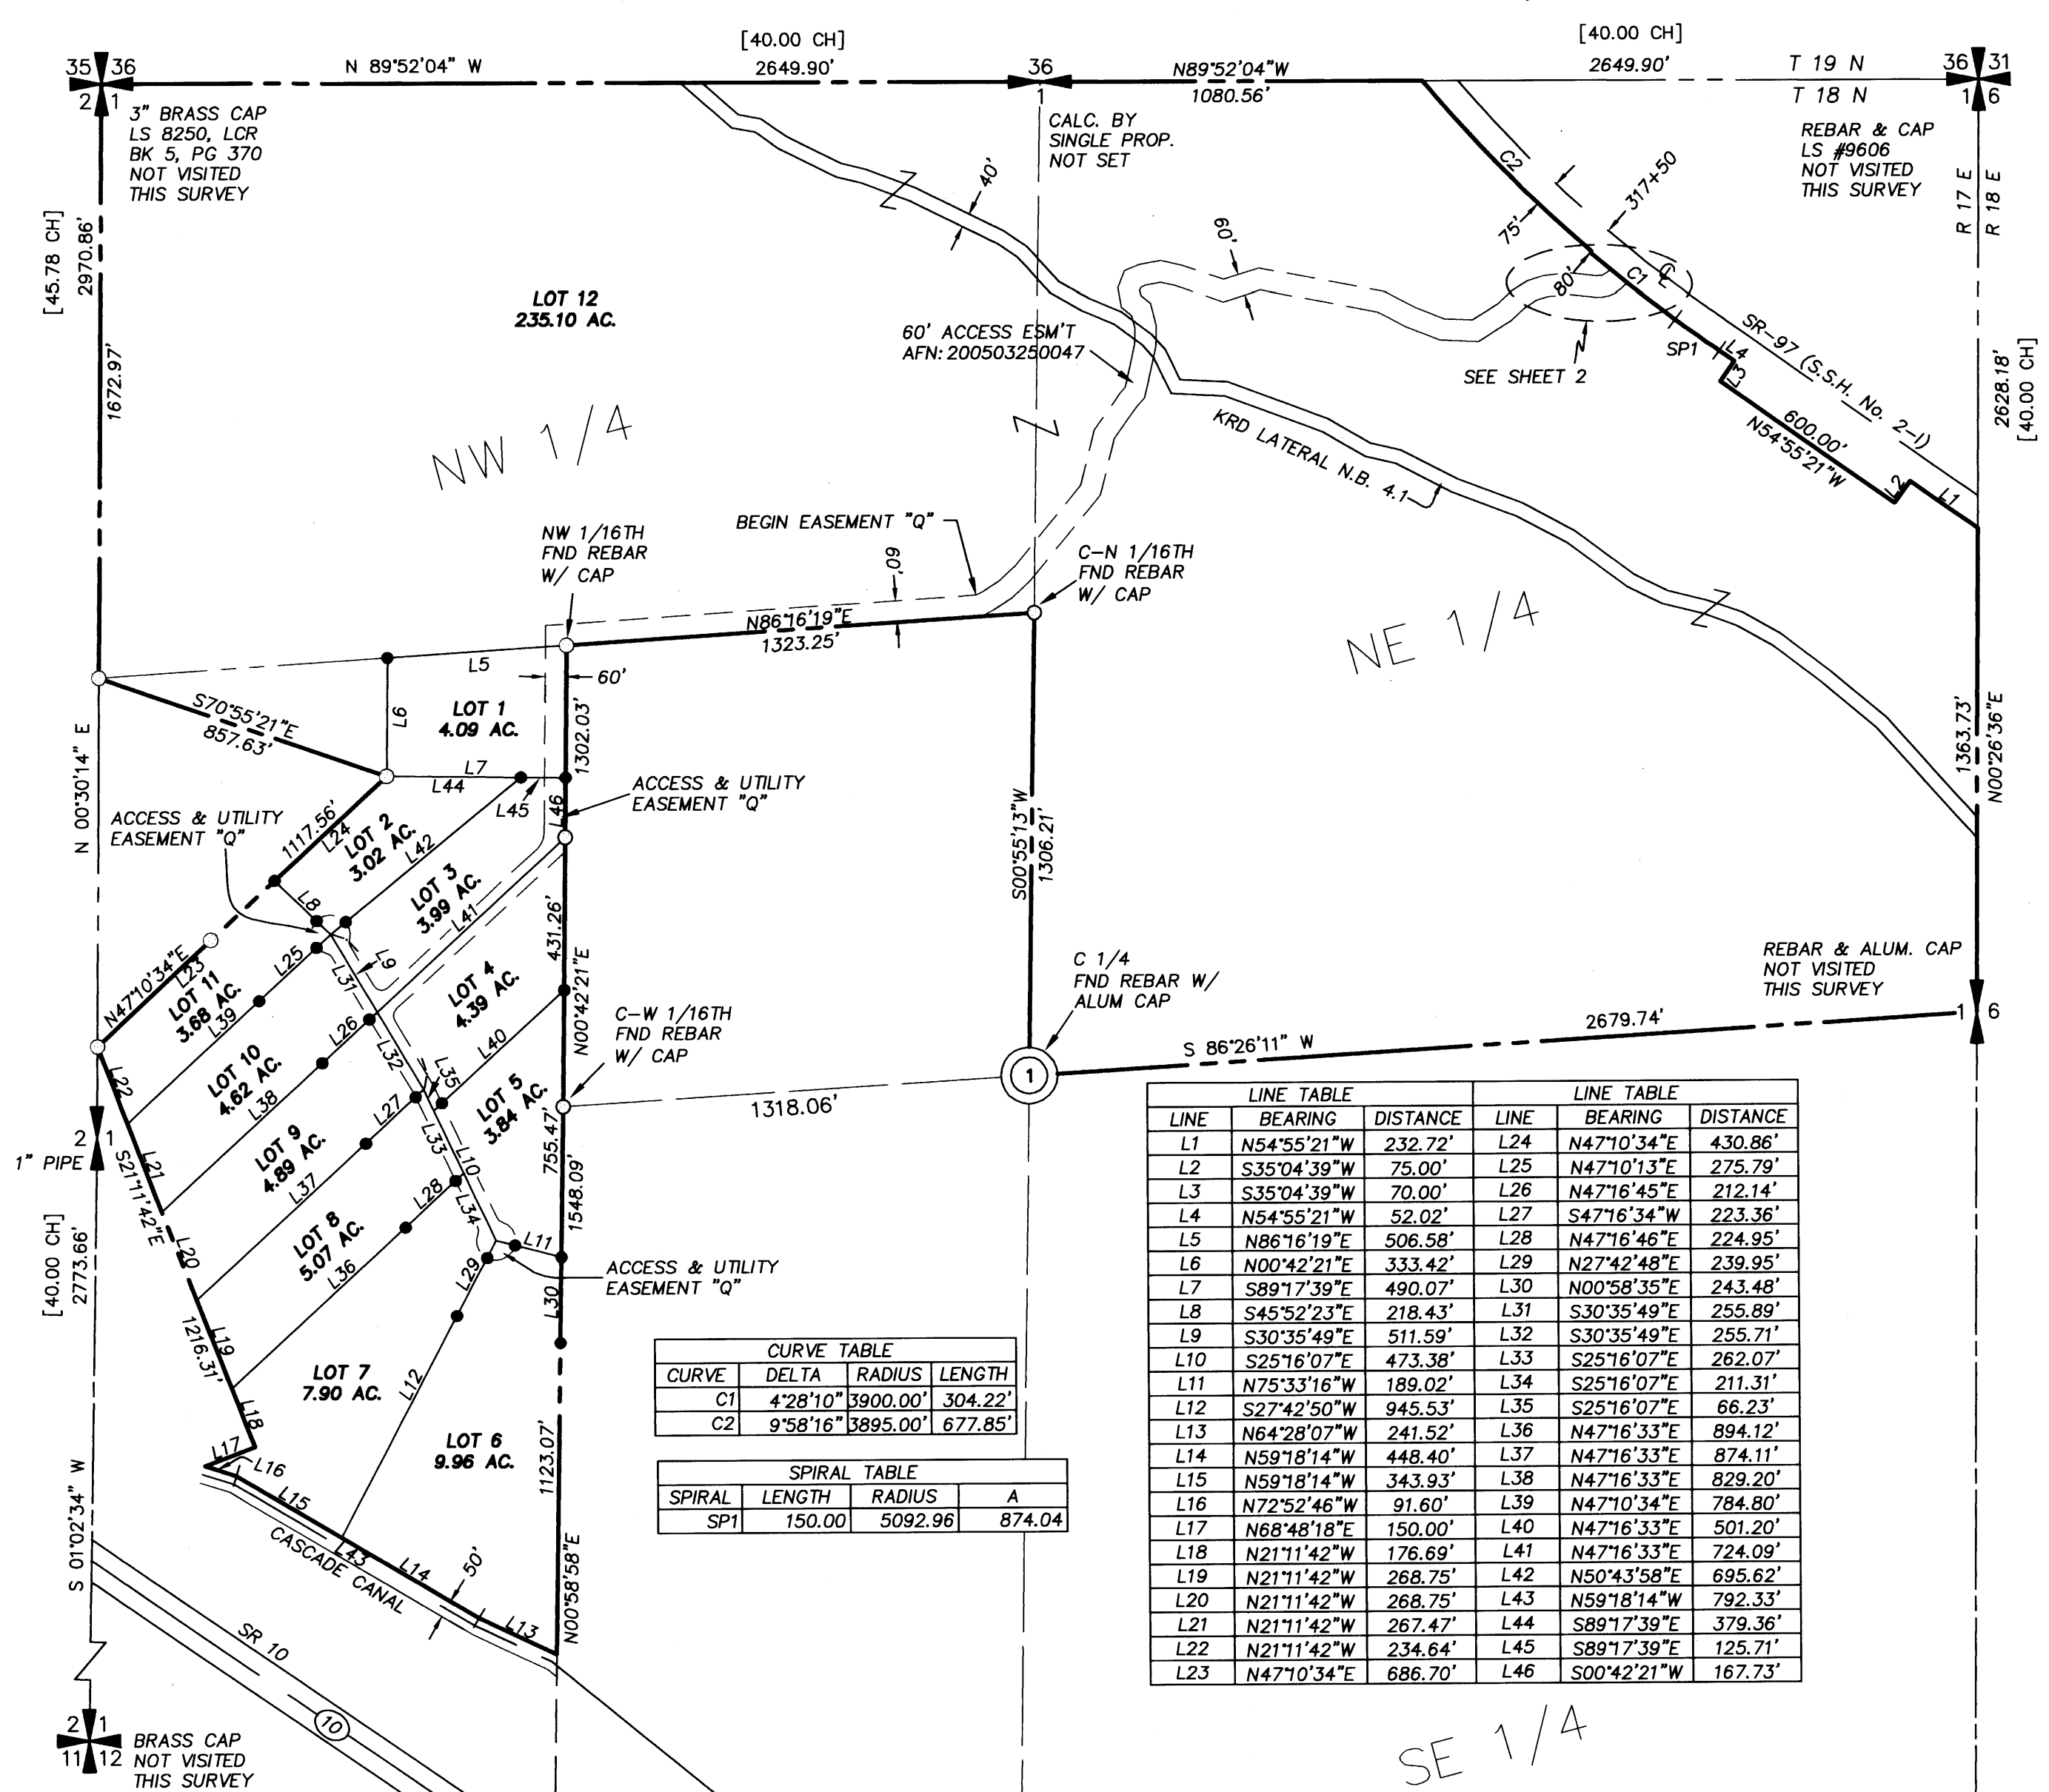 [40.00 CH]
[40.00 CH]
35 36
N 89°52'04" W
2649.90'
36
N89°52'04"W
1080.56'
2649.90'
T 19 N
36 31
2 1
1
T 18 N
1 6
3" BRASS CAP
LS 8250, LCR
BK 5, PG 370
NOT VISITED
THIS SURVEY
CALC. BY
SINGLE PROP.
NOT SET
REBAR & CAP
LS #9606
NOT VISITED
THIS SURVEY
R 17 E
R 18 E
[45.78 CH]
2970.86'
1672.97'
40'
C2
317+50
75'
60'
80'
C1
LOT 12
235.10 AC.
60' ACCESS ESM'T
AFN: 200503250047
SEE SHEET 2
SP1
L4
L3
SR-97 (S.S.H. No. 2-I)
600.00'
N54°55'21"W
L2
L1
2628.18'
[40.00 CH]
NW 1/4
KRD LATERAL N.B. 4.1
NW 1/16TH
FND REBAR
W/ CAP
BEGIN EASEMENT "Q"
60'
C-N 1/16TH
FND REBAR
W/ CAP
N86°16'19"E
1323.25'
NE 1/4
L5
60'
L6
LOT 1
4.09 AC.
1302.03'
S70°55'21"E
857.63'
N 00°30'14" E
1363.73'
N00°26'36"E
L7
L44
L45
L46
ACCESS & UTILITY
EASEMENT "Q"
ACCESS & UTILITY
EASEMENT "Q"
1117.56'
L24
LOT 2
3.02 AC.
L42
S00°55'13"W
1306.21'
LOT 3
3.99 AC.
L41
L8
L9
L31
L25
431.26'
N00°42'21"E
N47°10'34"E
L23
LOT 11
3.68 AC.
L39
LOT 4
4.39 AC.
L40
C 1/4
FND REBAR W/
ALUM CAP
REBAR & ALUM. CAP
NOT VISITED
THIS SURVEY
1 6
C-W 1/16TH
FND REBAR
W/ CAP
S 86°26'11" W
2679.74'
1
1318.06'
L26
L32
L35
L22
LOT 10
4.62 AC.
L38
LOT 5
3.84 AC.
L27
L33
L10
2 1
1" PIPE
L21
S21°11'42"E
LOT 9
4.89 AC.
L37
755.47'
1548.09'
L28
L34
L11
[40.00 CH]
2773.66'
L20
LOT 8
5.07 AC.
L36
L29
L30
ACCESS & UTILITY
EASEMENT "Q"
1216.31'
L19
LOT 7
7.90 AC.
L12
L18
L17
L16
LOT 6
9.96 AC.
1123.07'
N00°58'58"E
L15
L43
L14
50'
L13
CASCADE CANAL
S 01°02'34" W
SR 10
10
2 1
11 12
BRASS CAP
NOT VISITED
THIS SURVEY
CURVE TABLE
CURVE DELTA RADIUS LENGTH
C1 4°28'10" 3900.00' 304.22'
C2 9°58'16" 3895.00' 677.85'
SPIRAL TABLE
SPIRAL LENGTH RADIUS A
SP1 150.00 5092.96 874.04
LINE TABLE LINE TABLE
LINE BEARING DISTANCE LINE BEARING DISTANCE
L1 N54°55'21"W 232.72' L24 N47°10'34"E 430.86'
L2 S35°04'39"W 75.00' L25 N47°10'13"E 275.79'
L3 S35°04'39"W 70.00' L26 N47°16'45"E 212.14'
L4 N54°55'21"W 52.02' L27 S47°16'34"W 223.36'
L5 N86°16'19"E 506.58' L28 N47°16'46"E 224.95'
L6 N00°42'21"E 333.42' L29 N27°42'48"E 239.95'
L7 S89°17'39"E 490.07' L30 N00°58'35"E 243.48'
L8 S45°52'23"E 218.43' L31 S30°35'49"E 255.89'
L9 S30°35'49"E 511.59' L32 S30°35'49"E 255.71'
L10 S25°16'07"E 473.38' L33 S25°16'07"E 262.07'
L11 N75°33'16"W 189.02' L34 S25°16'07"E 211.31'
L12 S27°42'50"W 945.53' L35 S25°16'07"E 66.23'
L13 N64°28'07"W 241.52' L36 N47°16'33"E 894.12'
L14 N59°18'14"W 448.40' L37 N47°16'33"E 874.11'
L15 N59°18'14"W 343.93' L38 N47°16'33"E 829.20'
L16 N72°52'46"W 91.60' L39 N47°10'34"E 784.80'
L17 N68°48'18"E 150.00' L40 N47°16'33"E 501.20'
L18 N21°11'42"W 176.69' L41 N47°16'33"E 724.09'
L19 N21°11'42"W 268.75' L42 N50°43'58"E 695.62'
L20 N21°11'42"W 268.75' L43 N59°18'14"W 792.33'
L21 N21°11'42"W 267.47' L44 S89°17'39"E 379.36'
L22 N21°11'42"W 234.64' L45 S89°17'39"E 125.71'
L23 N47°10'34"E 686.70' L46 S00°42'21"W 167.73'
SE 1/4